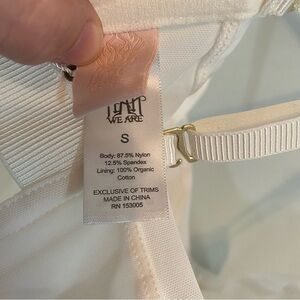 WE ARE
S
Body: 87.5% Nylon
12.5% Spandex
Lining: 100% Organic
Cotton
EXCLUSIVE OF TRIMS
MADE IN CHINA
RN 153005